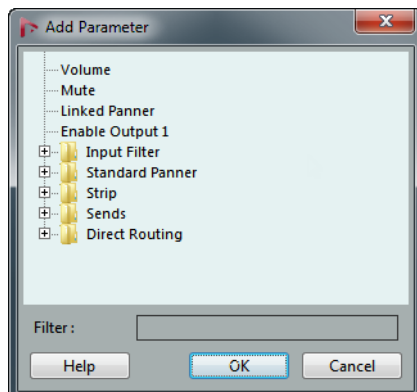 Add Parameter
Volume
Mute
Linked Panner
Enable Output 1
Input Filter
Standard Panner
Strip
Sends
Direct Routing
Filter :
Help
OK
Cancel